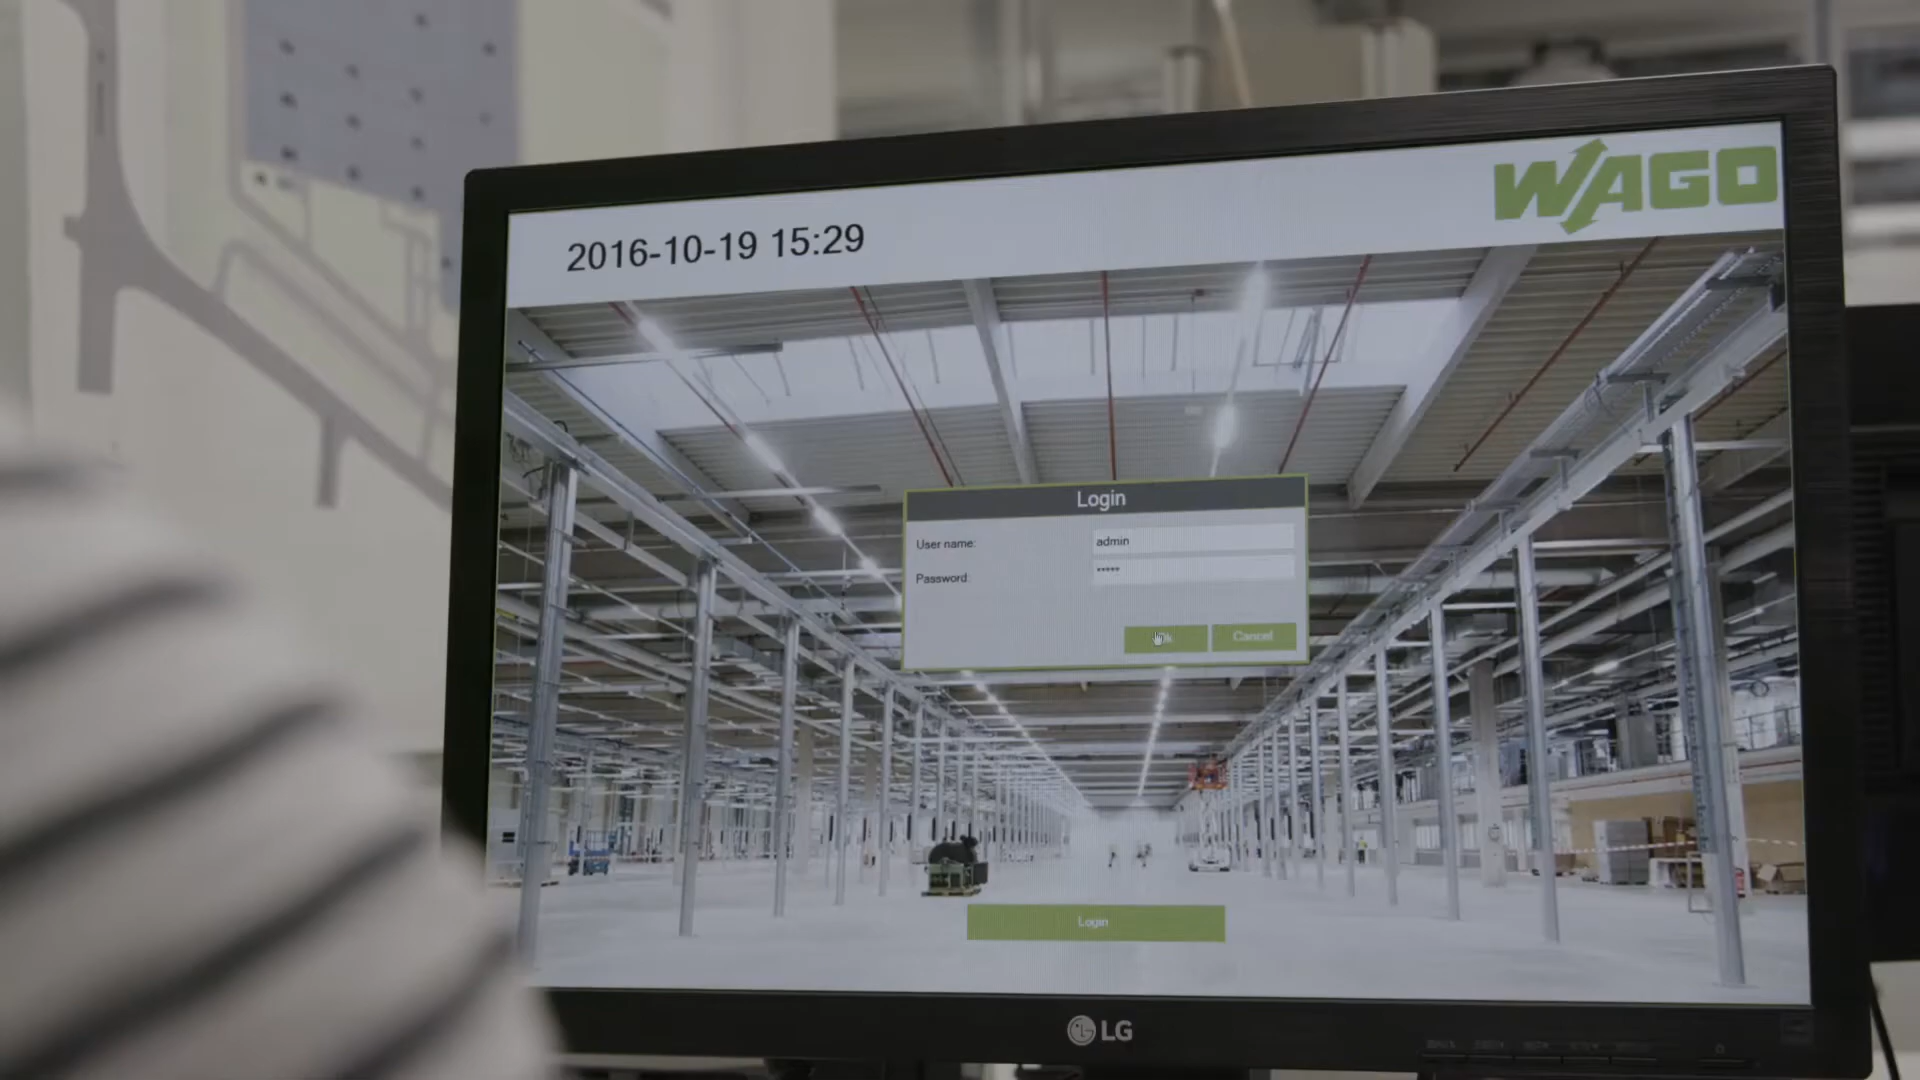 WAGO
2016-10-19 15:29
Login
User name: admin
Password: *****
Cancel
Login
LG